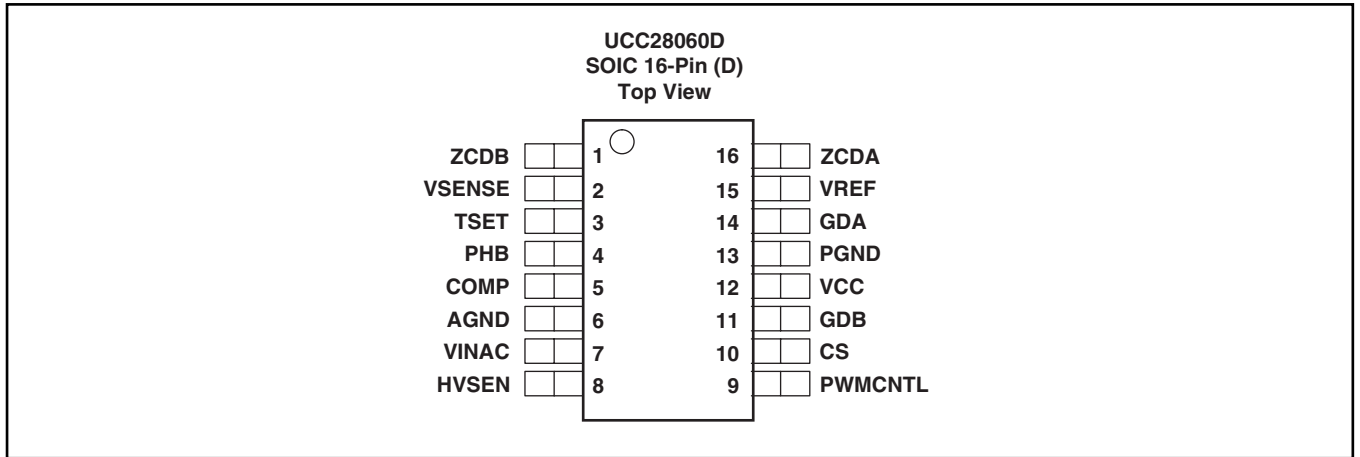 UCC28060D
SOIC 16-Pin (D)
Top View
ZCDB 1 16 ZCDA
VSENSE 2 15 VREF
TSET 3 14 GDA
PHB 4 13 PGND
COMP 5 12 VCC
AGND 6 11 GDB
VINAC 7 10 CS
HVSEN 8 9 PWMCNTL